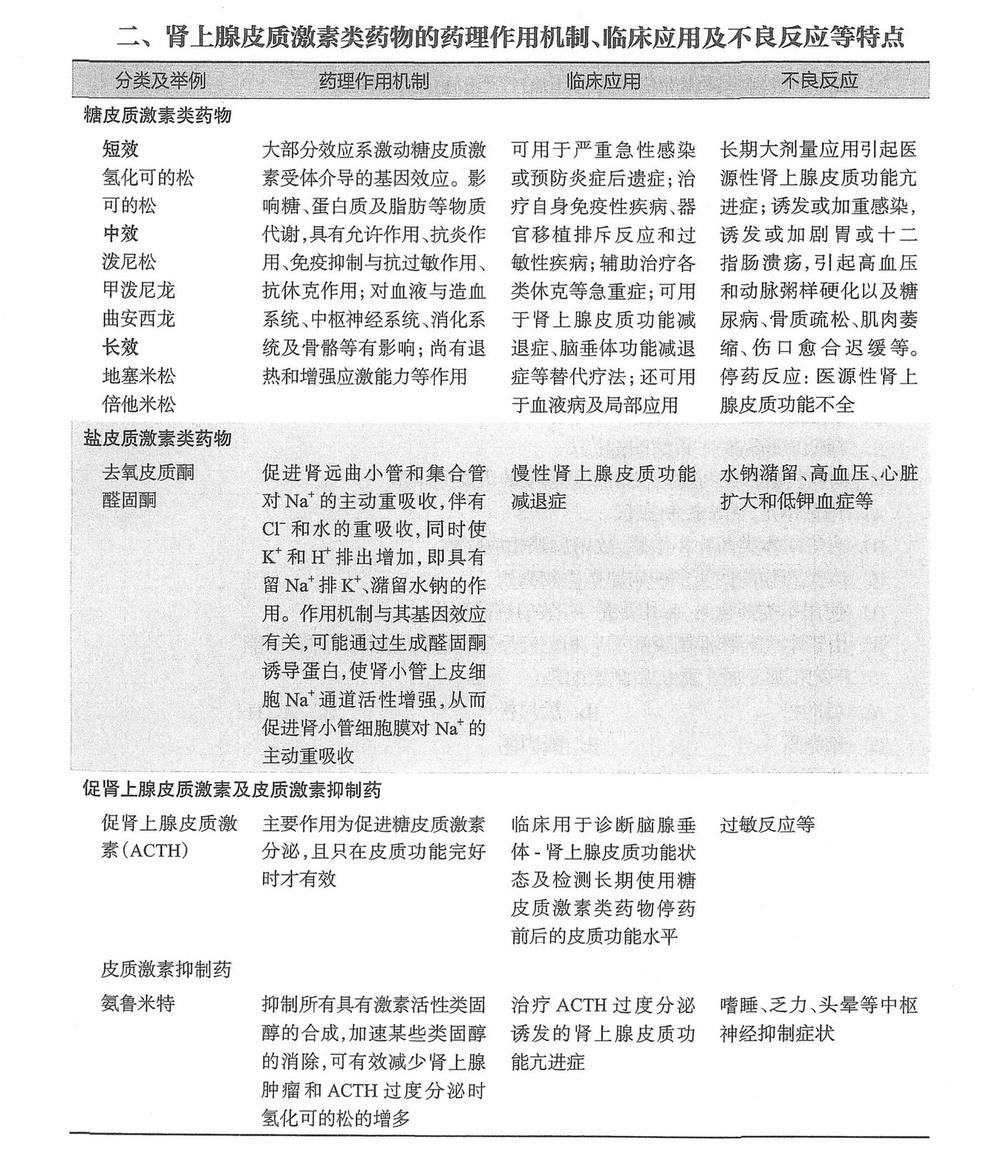 二、肾上腺皮质激素类药物的药理作用机制、临床应用及不良反应等特点
分类及举例 药理作用机制 临床应用 不良反应
糖皮质激素类药物
短效 大部分效应系激动糖皮质激 可用于严重急性感染 长期大剂量应用引起医
氢化可的松 素受体介导的基因效应。影 或预防炎症后遗症；治 源性肾上腺皮质功能亢
可的松 响糖、蛋白质及脂肪等物质 疗自身免疫性疾病、器 进症；诱发或加重感染，
中效 代谢，具有允许作用、抗炎作 官移植排斥反应和过 诱发或加剧胃或十二
泼尼松 用、免疫抑制与抗过敏作用、 敏性疾病；辅助治疗各 指肠溃疡，引起高血压
甲泼尼龙 抗休克作用；对血液与造血 类休克等急重症；可用 和动脉粥样硬化以及糖
曲安西龙 系统、中枢神经系统、消化系 于肾上腺皮质功能减 尿病、骨质疏松、肌肉萎
长效 统及骨骼等有影响；尚有退 退症、脑垂体功能减退 缩、伤口愈合迟缓等。
地塞米松 热和增强应激能力等作用 症等替代疗法；还可用 停药反应：医源性肾上
倍他米松 于血液病及局部应用 腺皮质功能不全
盐皮质激素类药物
去氧皮质酮 促进肾远曲小管和集合管 慢性肾上腺皮质功能 水钠潴留、高血压、心脏
醛固酮 对 Na⁺ 的主动重吸收，伴有 减退症 扩大和低钾血症等
Cl⁻ 和水的重吸收，同时使
K⁺ 和 H⁺ 排出增加，即具有
留 Na⁺ 排 K⁺、潴留水钠的作
用。作用机制与其基因效应
有关，可能通过生成醛固酮
诱导蛋白，使肾小管上皮细
胞 Na⁺ 通道活性增强，从而
促进肾小管细胞膜对 Na⁺ 的
主动重吸收
促肾上腺皮质激素及皮质激素抑制药
促肾上腺皮质激 主要作用为促进糖皮质激素 临床用于诊断脑腺垂 过敏反应等
素（ACTH） 分泌，且只在皮质功能完好 体 - 肾上腺皮质功能状
时才有效 态及检测长期使用糖
皮质激素类药物停药
前后的皮质功能水平
皮质激素抑制药
氨鲁米特 抑制所有具有激素活性类固 治疗 ACTH 过度分泌 嗜睡、乏力、头晕等中枢
醇的合成，加速某些类固醇 诱发的肾上腺皮质功 神经抑制症状
的消除，可有效减少肾上腺 能亢进症
肿瘤和 ACTH 过度分泌时
氢化可的松的增多